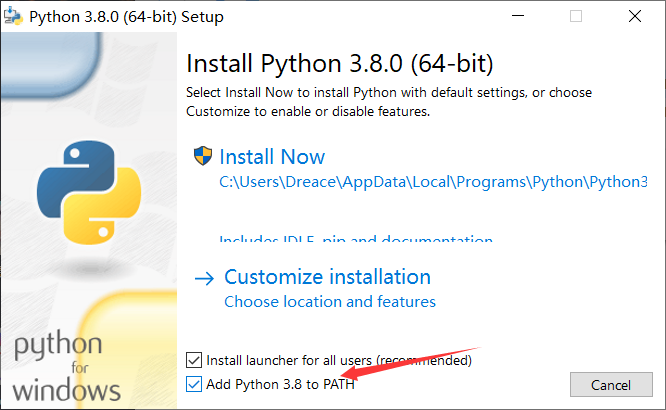 Python 3.8.0 (64-bit) Setup
Install Python 3.8.0 (64-bit)
Select Install Now to install Python with default settings, or choose
Customize to enable or disable features.
Install Now
C:\Users\Dreace\AppData\Local\Programs\Python\Python3
Includes IDLE, pip and documentation
Customize installation
Choose location and features
python
for
windows
Install launcher for all users (recommended)
Add Python 3.8 to PATH
Cancel